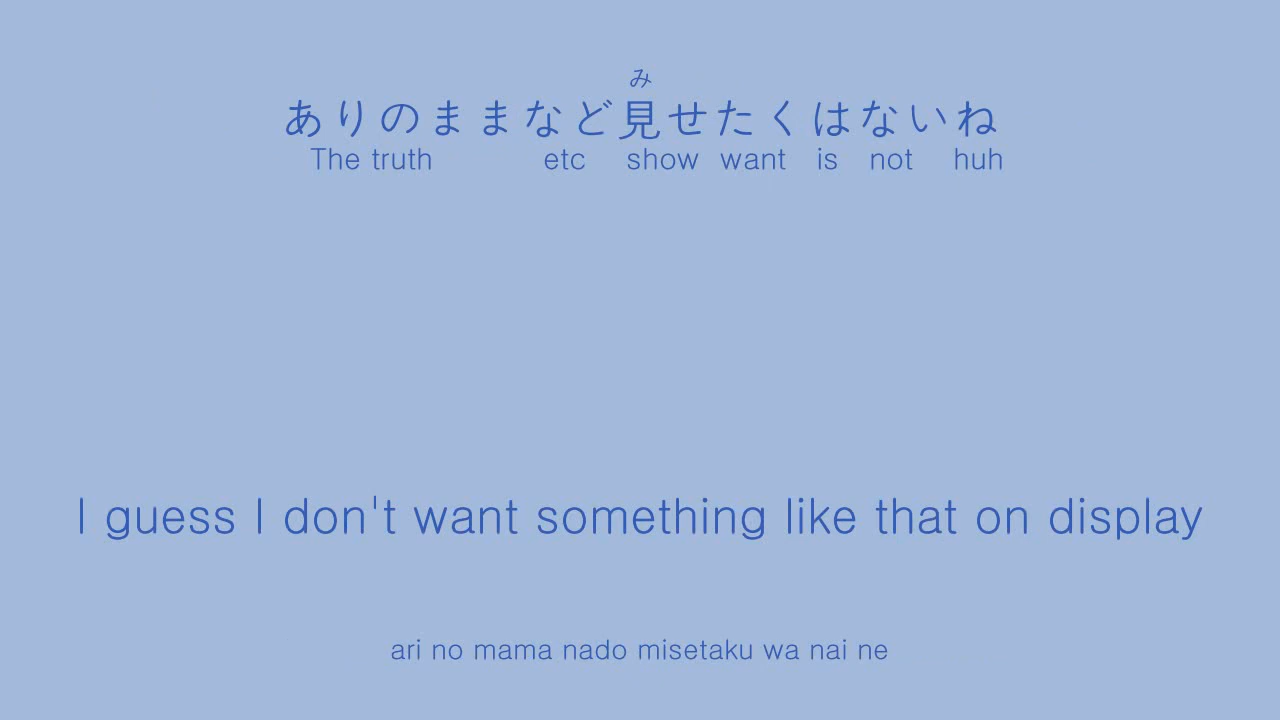 み
ありのままなど見せたくはないね
The truth etc show want is not huh
I guess I don't want something like that on display
ari no mama nado misetaku wa nai ne